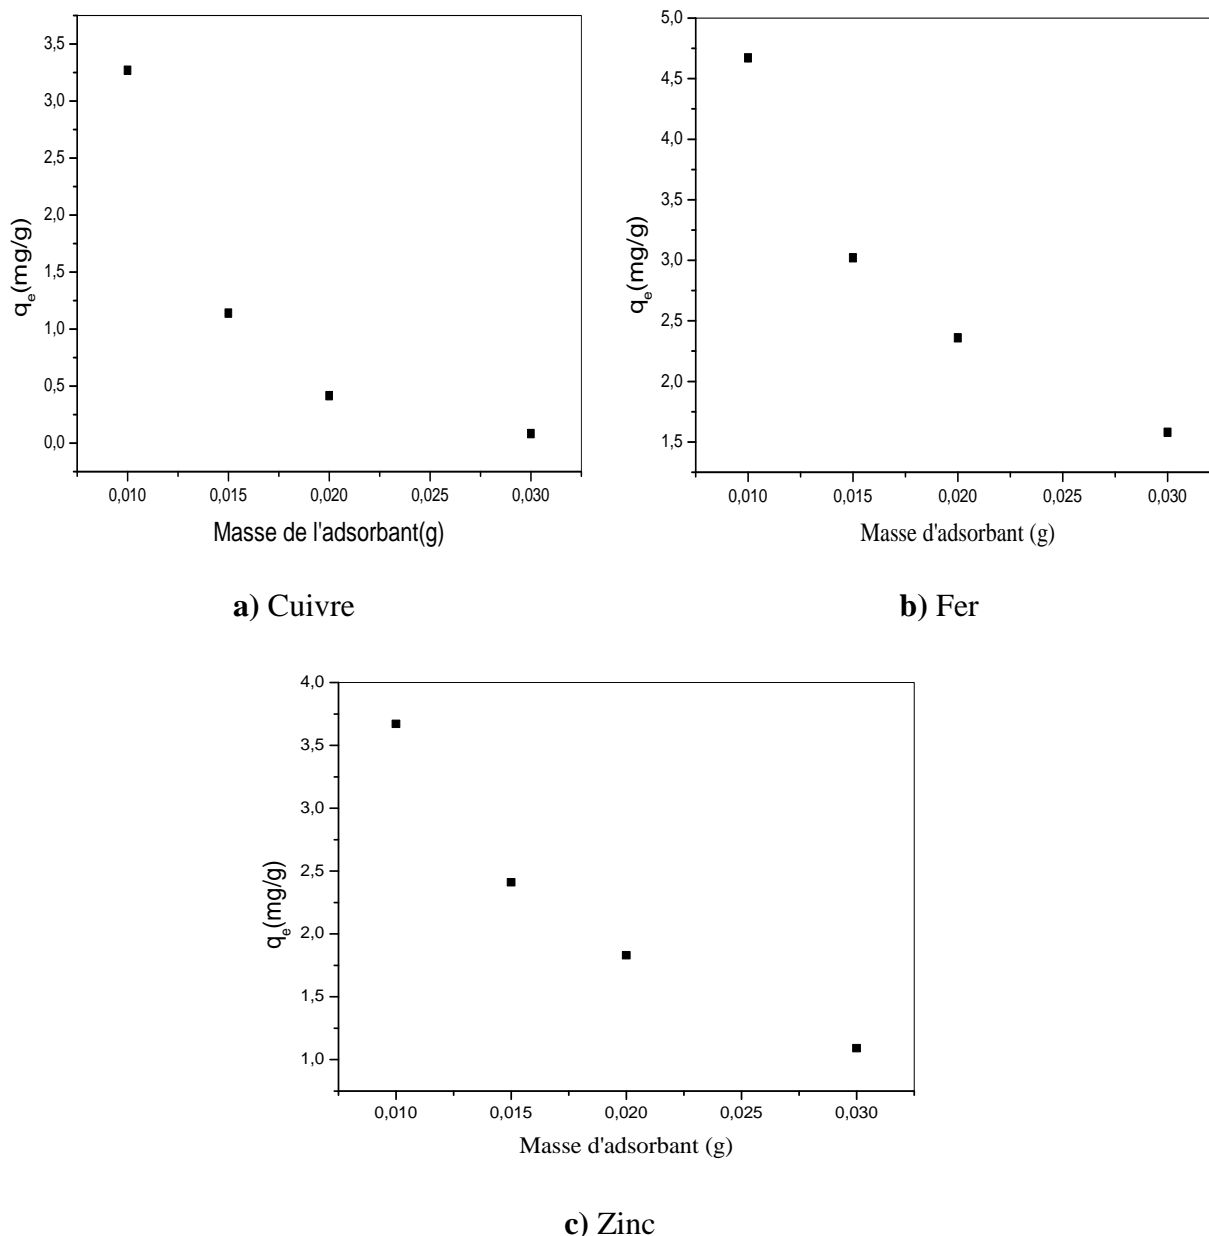 3,5
3,0
2,5
2,0
1,5
1,0
0,5
0,0
qe(mg/g)
0,010 0,015 0,020 0,025 0,030
Masse de l'adsorbant(g)
a) Cuivre
5,0
4,5
4,0
3,5
3,0
2,5
2,0
1,5
qe(mg/g)
0,010 0,015 0,020 0,025 0,030
Masse d'adsorbant (g)
b) Fer
4,0
3,5
3,0
2,5
2,0
1,5
1,0
qe(mg/g)
0,010 0,015 0,020 0,025 0,030
Masse d'adsorbant (g)
c) Zinc